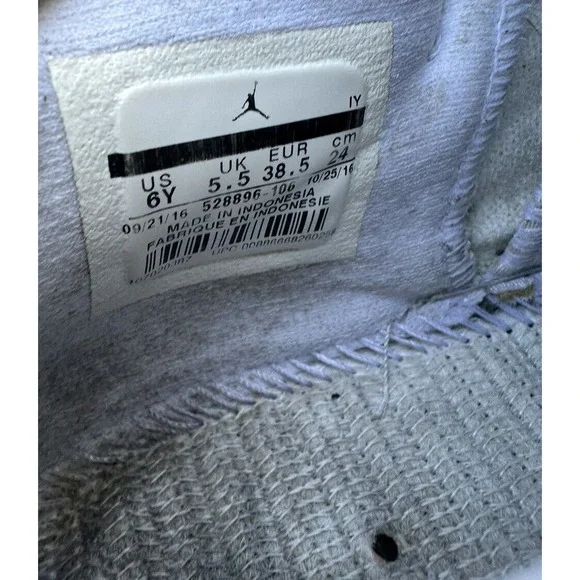 IY
US UK EUR cm
6Y 5.5 38.5 24
09/21/16 528896-106 10/25/16
MADE IN INDONESIA
FABRIQUE EN INDONESIE
UPC